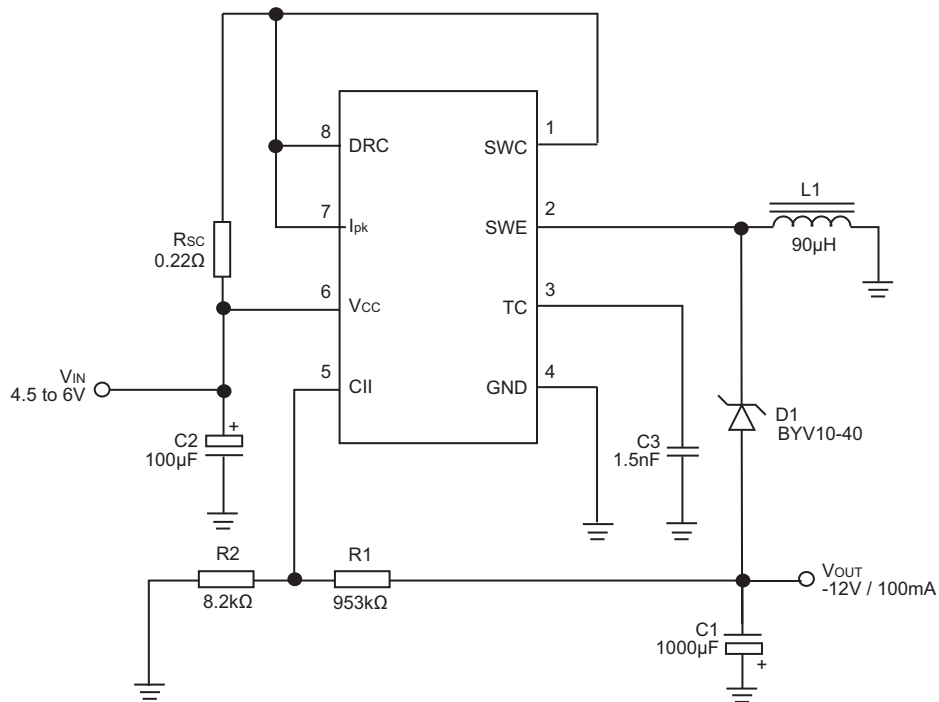 8
DRC
1
SWC
7
Ipk
2
SWE
L1
90μH
RSC
0.22Ω
6
VCC
3
TC
VIN
4.5 to 6V
5
CII
4
GND
D1
BYV10-40
+
C2
100μF
C3
1.5nF
R2
8.2kΩ
R1
953kΩ
VOUT
-12V / 100mA
C1
1000μF
+